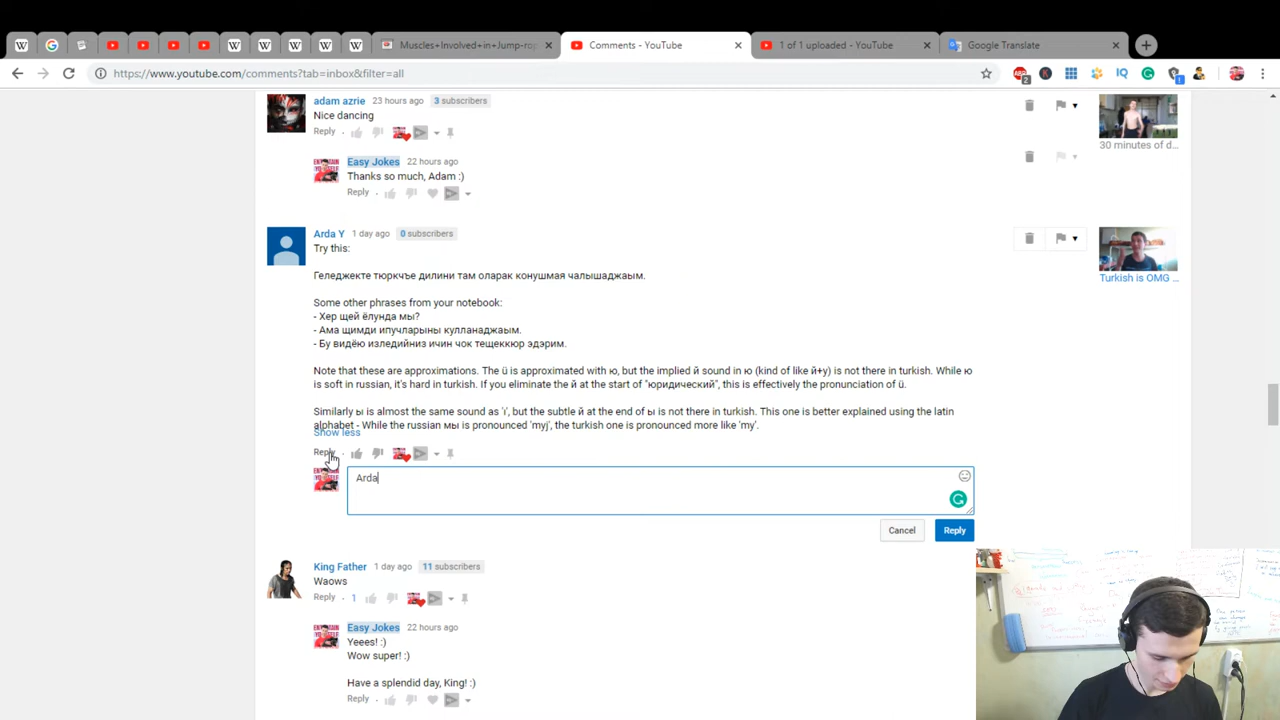 Muscles+Involved+in+Jump-rop
Comments - YouTube
1 of 1 uploaded - YouTube
Google Translate
https://www.youtube.com/comments?tab=inbox&filter=all
adam azrie 23 hours ago 3 subscribers
Nice dancing
Reply
30 minutes of d...
Easy Jokes 22 hours ago
Thanks so much, Adam :)
Reply
Arda Y 1 day ago 0 subscribers
Try this:
Turkish is OMG ...
Геледжекте тюркчъе дилини там оларак конушмая чалышаджаым.
Some other phrases from your notebook:
- Хер щей ёлунда мы?
- Ама щимди ипучларыны кулланаджаым.
- Бу видёю изледийниз ичин чок тещеккюр эдэрим.
Note that these are approximations. The ü is approximated with ю, but the implied й sound in ю (kind of like й+у) is not there in turkish. While ю
is soft in russian, it's hard in turkish. If you eliminate the й at the start of "юридический", this is effectively the pronunciation of ü.
Similarly ы is almost the same sound as 'i', but the subtle й at the end of ы is not there in turkish. This one is better explained using the latin
alphabet - While the russian мы is pronounced 'myj', the turkish one is pronounced more like 'my'.
Show less
Reply
Arda
Cancel
Reply
King Father 1 day ago 11 subscribers
Waows
Reply 1
Easy Jokes 22 hours ago
Yeees! :)
Wow super! :)
Have a splendid day, King! :)
Reply